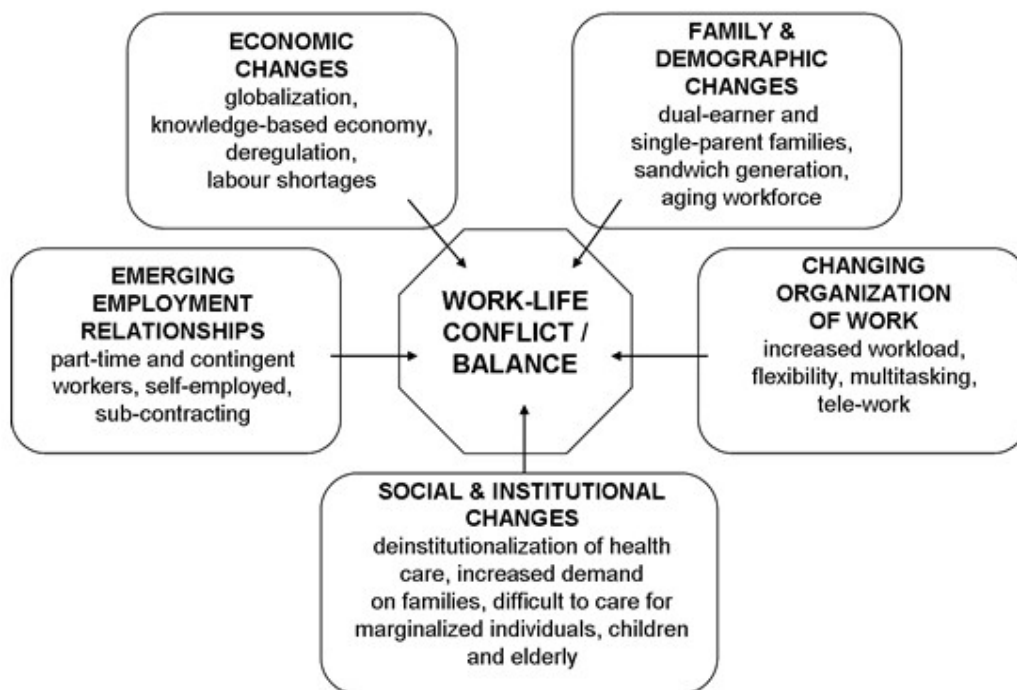 ECONOMIC
CHANGES
globalization,
knowledge-based economy,
deregulation,
labour shortages
FAMILY &
DEMOGRAPHIC
CHANGES
dual-earner and
single-parent families,
sandwich generation,
aging workforce
EMERGING
EMPLOYMENT
RELATIONSHIPS
part-time and contingent
workers, self-employed,
sub-contracting
WORK-LIFE
CONFLICT /
BALANCE
CHANGING
ORGANIZATION
OF WORK
increased workload,
flexibility, multitasking,
tele-work
SOCIAL & INSTITUTIONAL
CHANGES
deinstitutionalization of health
care, increased demand
on families, difficult to care for
marginalized individuals, children
and elderly